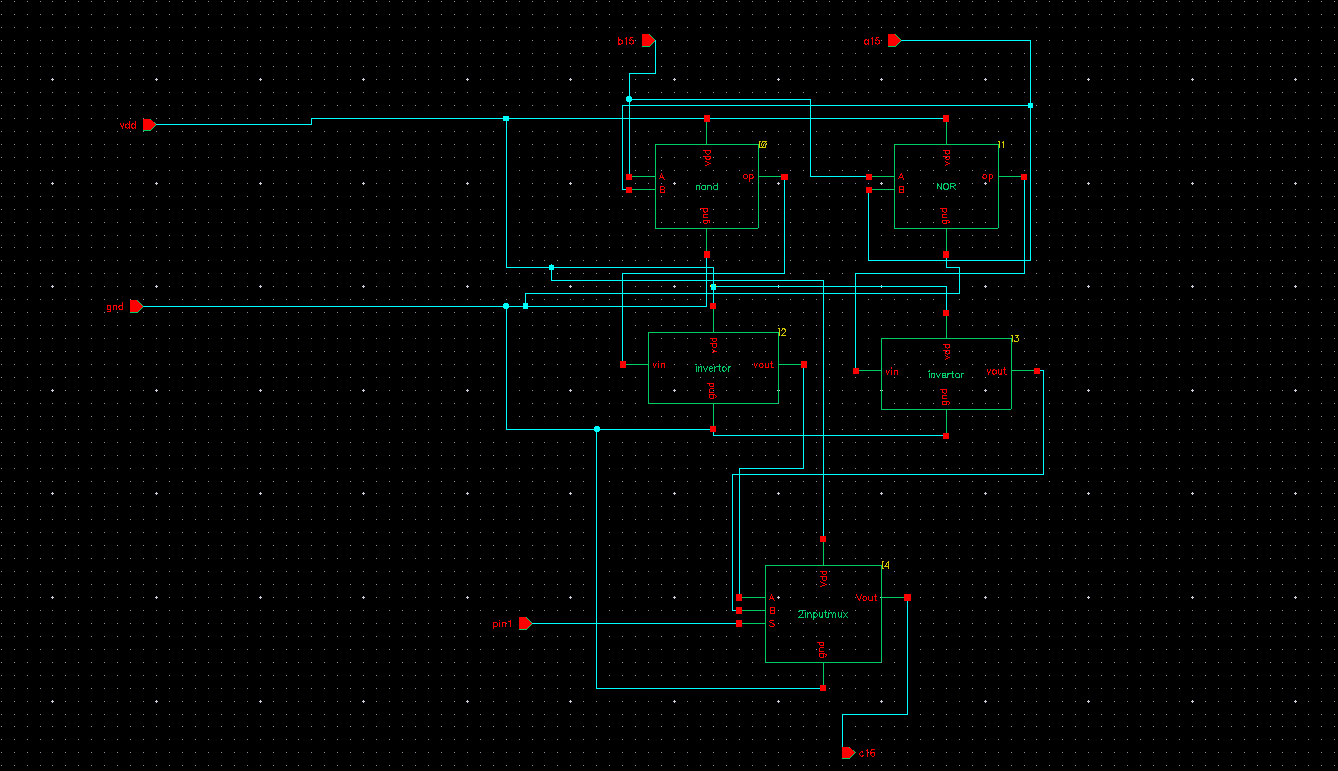 b15
a15
vdd
I0
I1
vdd
vdd
A
op
A
op
nand
NOR
B
B
gnd
gnd
gnd
I2
I3
vdd
vdd
vin
invertor
vout
vin
invertor
vout
gnd
gnd
I4
Vdd
A
Vout
B
2inputmux
pin1
S
gnd